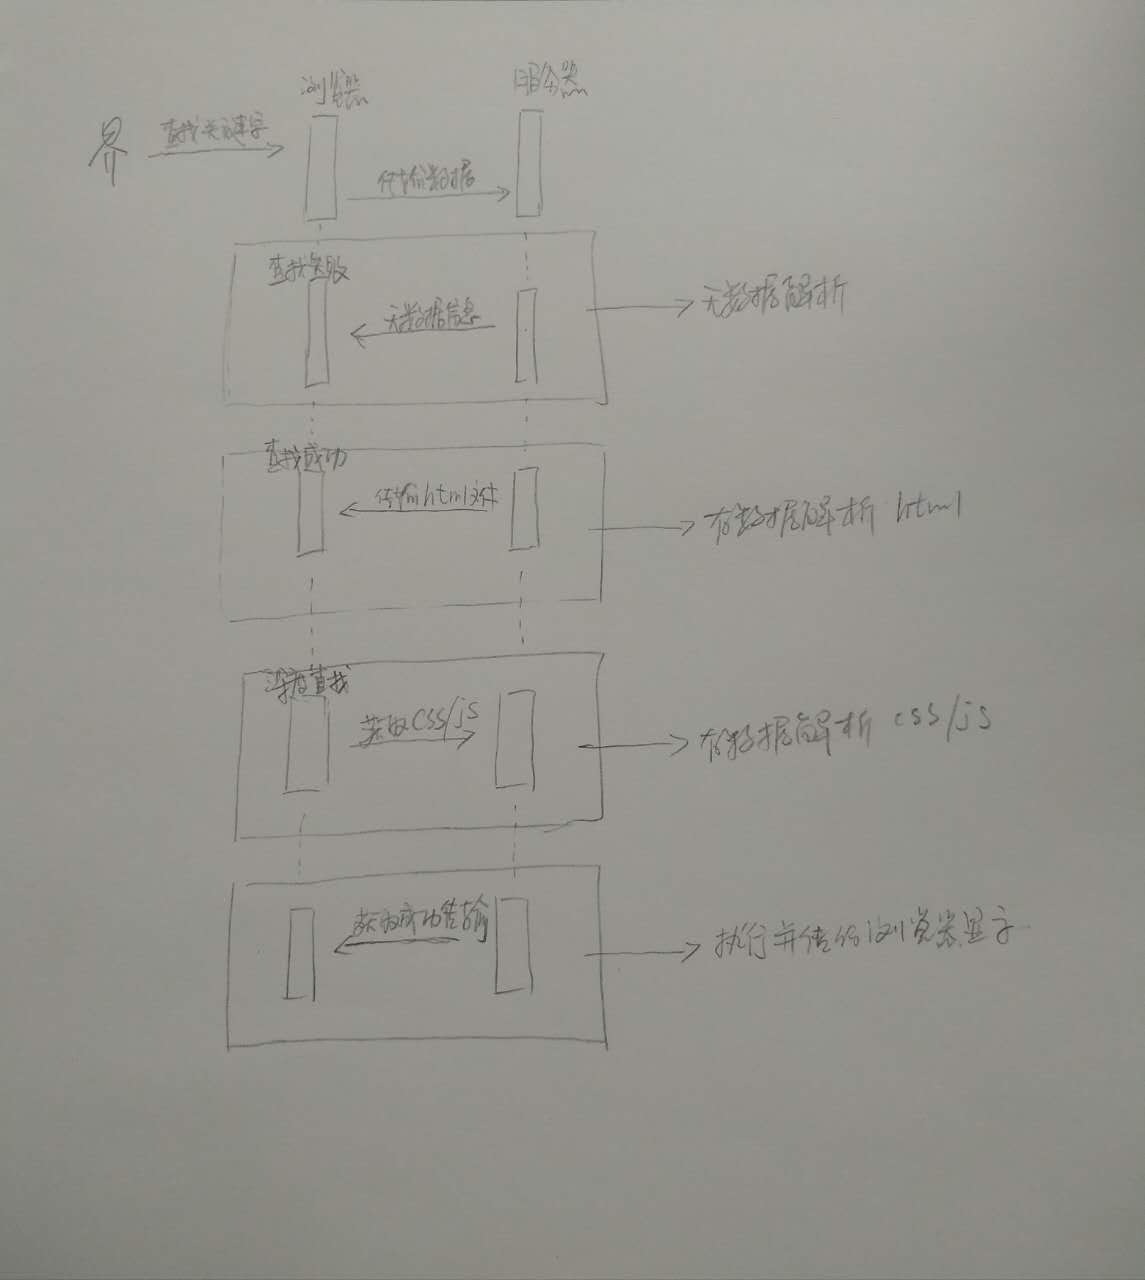 浏览器
服务器
查找关键字
传输数据
查找失败
无数据信息
无数据解析
查找成功
传输html文件
有数据解析 html
深度查找
获取CSS/js
有数据解析 css/js
获取成功传输
执行并传给浏览器显示